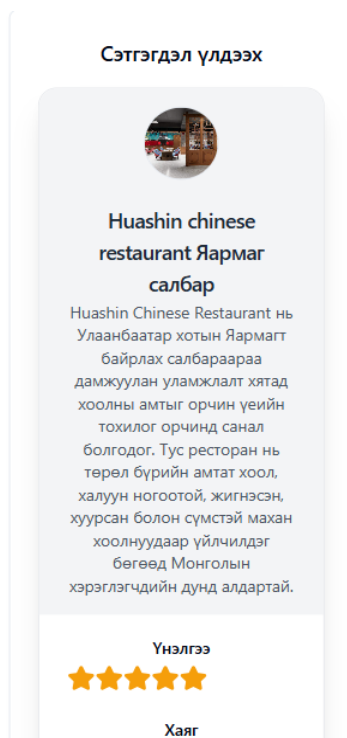 Сэтгэгдэл үлдээх
Huashin chinese
restaurant Яармаг
салбар
Huashin Chinese Restaurant нь
Улаанбаатар хотын Яармагт
байрлах салбараараа
дамжуулан уламжлалт хятад
хоолны амтыг орчин үеийн
тохилог орчинд санал
болгодог. Тус ресторан нь
төрөл бүрийн амтат хоол,
халуун ногоотой, жигнэсэн,
хуурсан болон сүмстэй махан
хоолнуудаар үйлчилдэг
бөгөөд Монголын
хэрэглэгчдийн дунд алдартай.
Үнэлгээ
Хаяг